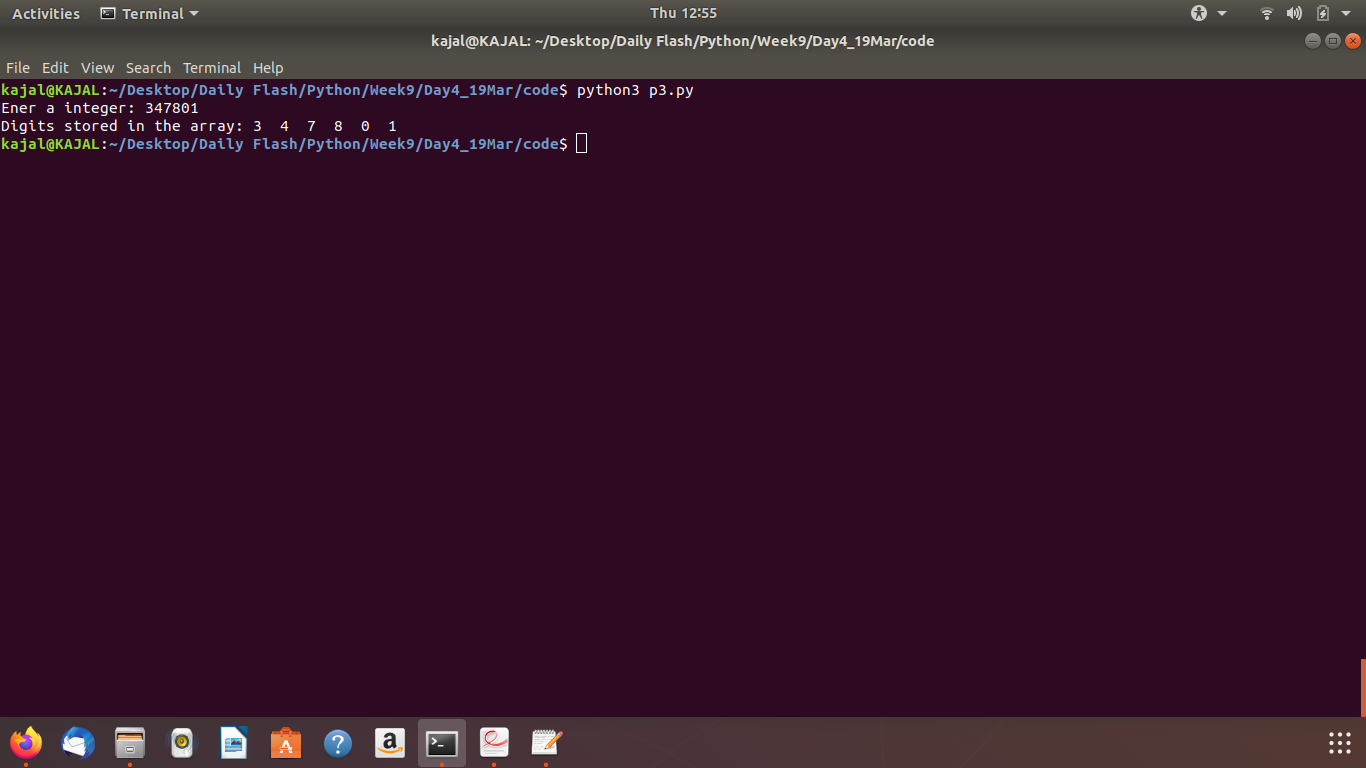 Activities Terminal Thu 12:55
kajal@KAJAL: ~/Desktop/Daily Flash/Python/Week9/Day4_19Mar/code
File Edit View Search Terminal Help
kajal@KAJAL:~/Desktop/Daily Flash/Python/Week9/Day4_19Mar/code$ python3 p3.py
Ener a integer: 347801
Digits stored in the array: 3  4  7  8  0  1
kajal@KAJAL:~/Desktop/Daily Flash/Python/Week9/Day4_19Mar/code$